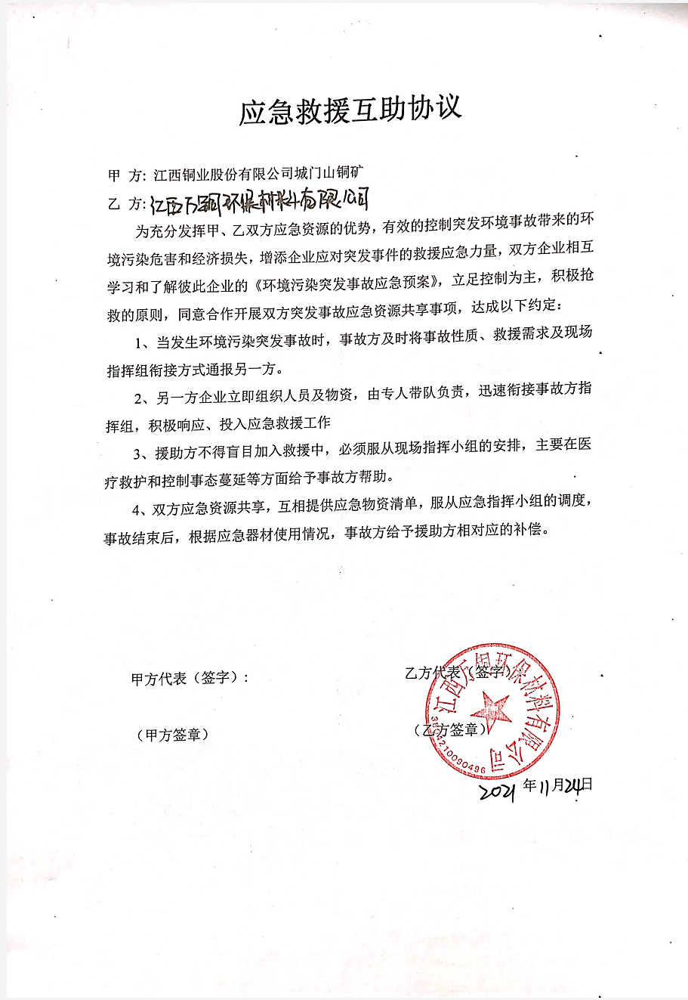 应急救援互助协议
甲 方: 江西铜业股份有限公司城门山铜矿
乙 方: 江西万铜环保材料有限公司
为充分发挥甲、乙双方应急资源的优势，有效的控制突发环境事故带来的环
境污染危害和经济损失，增添企业应对突发事件的救援应急力量，双方企业相互
学习和了解彼此企业的《环境污染突发事故应急预案》，立足控制为主，积极抢
救的原则，同意合作开展双方突发事故应急资源共享事项，达成以下约定：
1、当发生环境污染突发事故时，事故方及时将事故性质、救援需求及现场
指挥组衔接方式通报另一方。
2、另一方企业立即组织人员及物资，由专人带队负责，迅速衔接事故方指
挥组，积极响应、投入应急救援工作
3、援助方不得盲目加入救援中，必须服从现场指挥小组的安排，主要在医
疗救护和控制事态蔓延等方面给予事故方帮助。
4、双方应急资源共享，互相提供应急物资清单，服从应急指挥小组的调度，
事故结束后，根据应急器材使用情况，事故方给予援助方相对应的补偿。
甲方代表（签字）:
乙方代表（签字）
（甲方签章）
（乙方签章）
江西万铜环保材料有限公司
3604210090496
2021 年 11 月 24 日